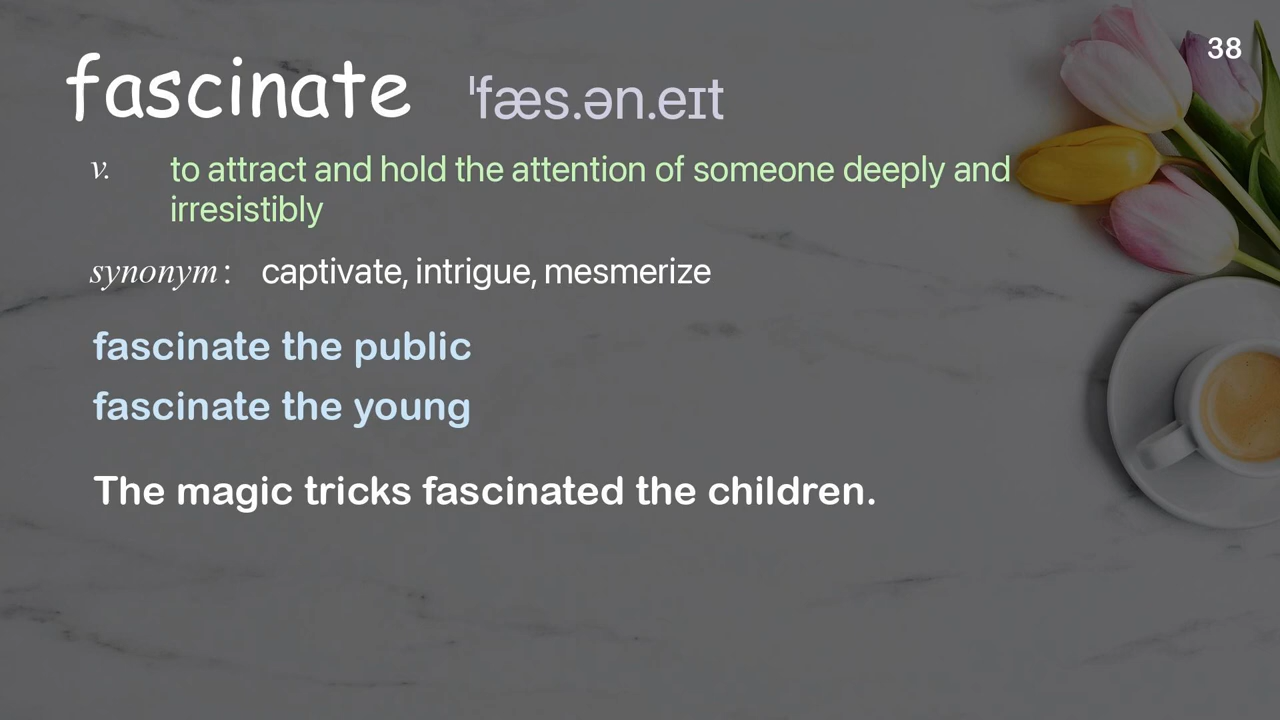 38
fascinate ˈfæs.ən.eɪt
v. to attract and hold the attention of someone deeply and
irresistibly
synonym: captivate, intrigue, mesmerize
fascinate the public
fascinate the young
The magic tricks fascinated the children.